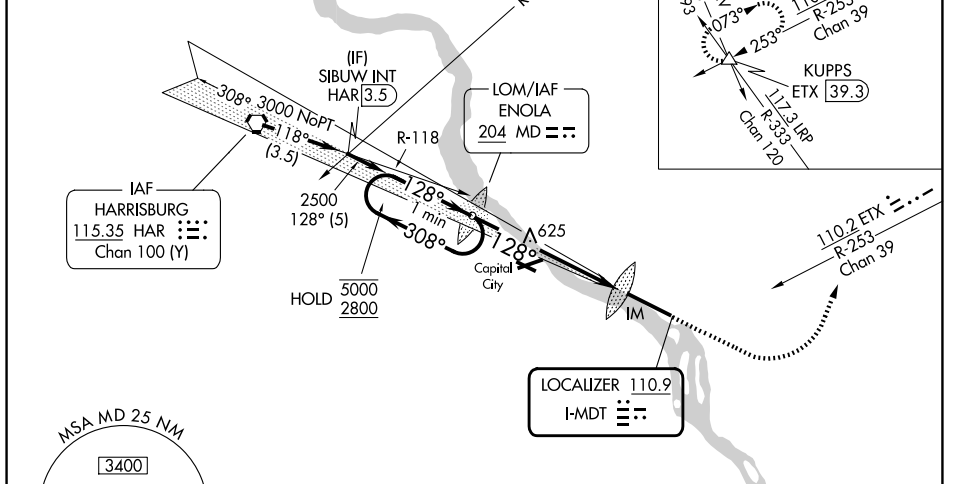 (IF)
SIBUW INT
HAR 3.5
308°
3000 NoPT
118°
(3.5)
R-118
LOM/IAF
ENOLA
204 MD
IAF
HARRISBURG
115.35 HAR
Chan 100 (Y)
2500
128° (5)
128°
1 min
308°
128°
625
Capital
City
HOLD 5000
2800
IM
LOCALIZER 110.9
I-MDT
073°
253°
R-253
Chan 39
KUPPS
ETX 39.3
117.3 LRP
R-333
Chan 120
110.2 ETX
R-253
Chan 39
MSA MD 25 NM
3400